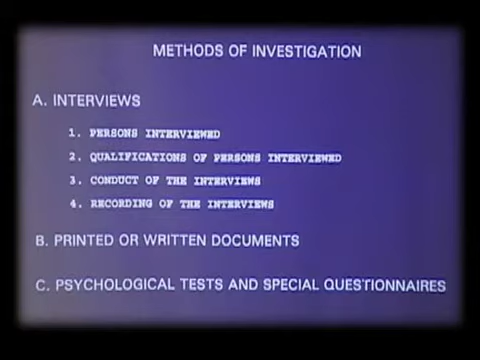 METHODS OF INVESTIGATION
A. INTERVIEWS
1. PERSONS INTERVIEWED
2. QUALIFICATIONS OF PERSONS INTERVIEWED
3. CONDUCT OF THE INTERVIEWS
4. RECORDING OF THE INTERVIEWS
B. PRINTED OR WRITTEN DOCUMENTS
C. PSYCHOLOGICAL TESTS AND SPECIAL QUESTIONNAIRES